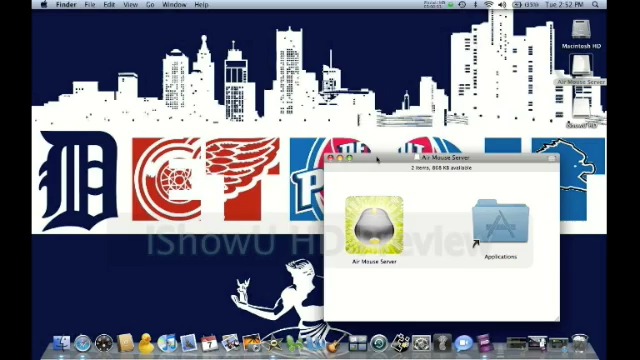 Finder File Edit View Go Window Help
Tue 2:52 PM
Macintosh HD
Air Mouse Server
Air Mouse Server
2 items, 808 KB available
iShowU HD Preview
Air Mouse Server
Applications